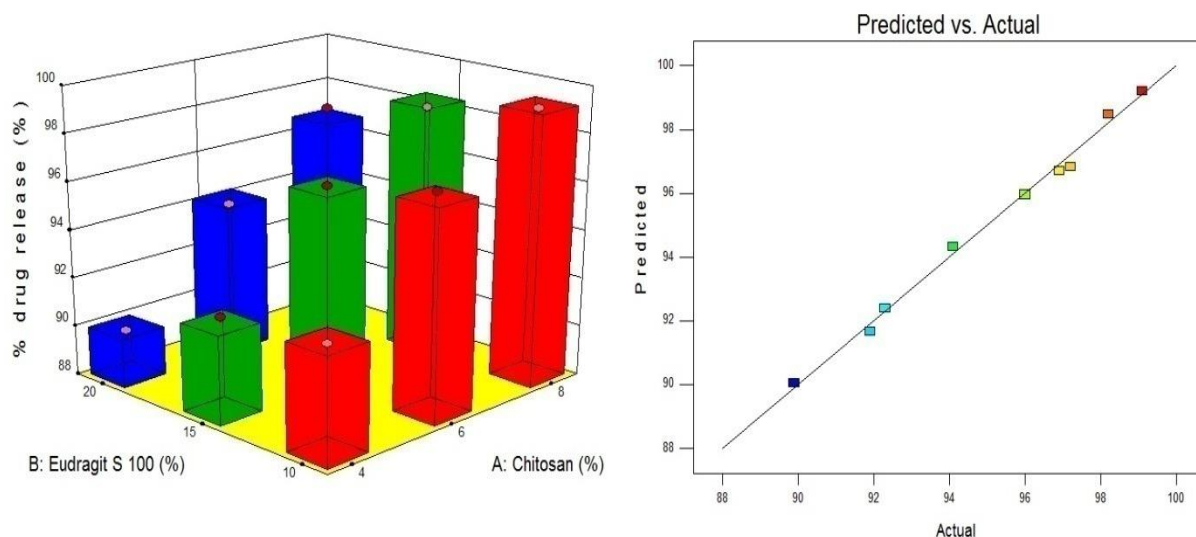 % drug release (%)
100
98
96
94
92
90
88
20
15
10
4
6
8
B: Eudragit S 100 (%)
A: Chitosan (%)
Predicted vs. Actual
Predicted
100
98
96
94
92
90
88
88 90 92 94 96 98 100
Actual